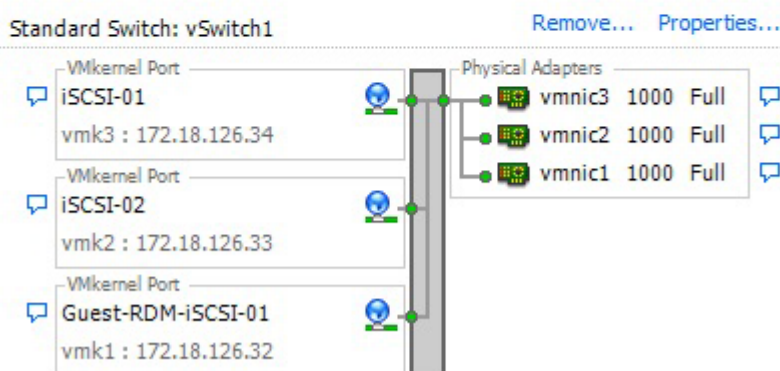 Standard Switch: vSwitch1 Remove... Properties...
VMkernel Port
iSCSI-01
vmk3 : 172.18.126.34
VMkernel Port
iSCSI-02
vmk2 : 172.18.126.33
VMkernel Port
Guest-RDM-iSCSI-01
vmk1 : 172.18.126.32
Physical Adapters
vmnic3 1000 Full
vmnic2 1000 Full
vmnic1 1000 Full